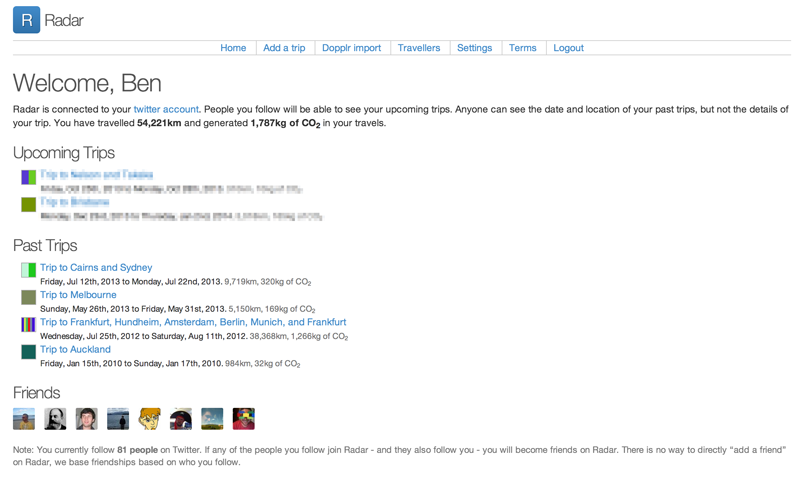 R Radar
Home Add a trip Dopplr import Travellers Settings Terms Logout
Welcome, Ben
Radar is connected to your twitter account. People you follow will be able to see your upcoming trips. Anyone can see the date and location of your past trips, but not the details of
your trip. You have travelled 54,221km and generated 1,787kg of CO2 in your travels.
Upcoming Trips
Past Trips
Trip to Cairns and Sydney
Friday, Jul 12th, 2013 to Monday, Jul 22nd, 2013. 9,719km, 320kg of CO2
Trip to Melbourne
Sunday, May 26th, 2013 to Friday, May 31st, 2013. 5,150km, 169kg of CO2
Trip to Frankfurt, Hundheim, Amsterdam, Berlin, Munich, and Frankfurt
Wednesday, Jul 25th, 2012 to Saturday, Aug 11th, 2012. 38,368km, 1,266kg of CO2
Trip to Auckland
Friday, Jan 15th, 2010 to Sunday, Jan 17th, 2010. 984km, 32kg of CO2
Friends
Note: You currently follow 81 people on Twitter. If any of the people you follow join Radar - and they also follow you - you will become friends on Radar. There is no way to directly "add a friend"
on Radar, we base friendships based on who you follow.